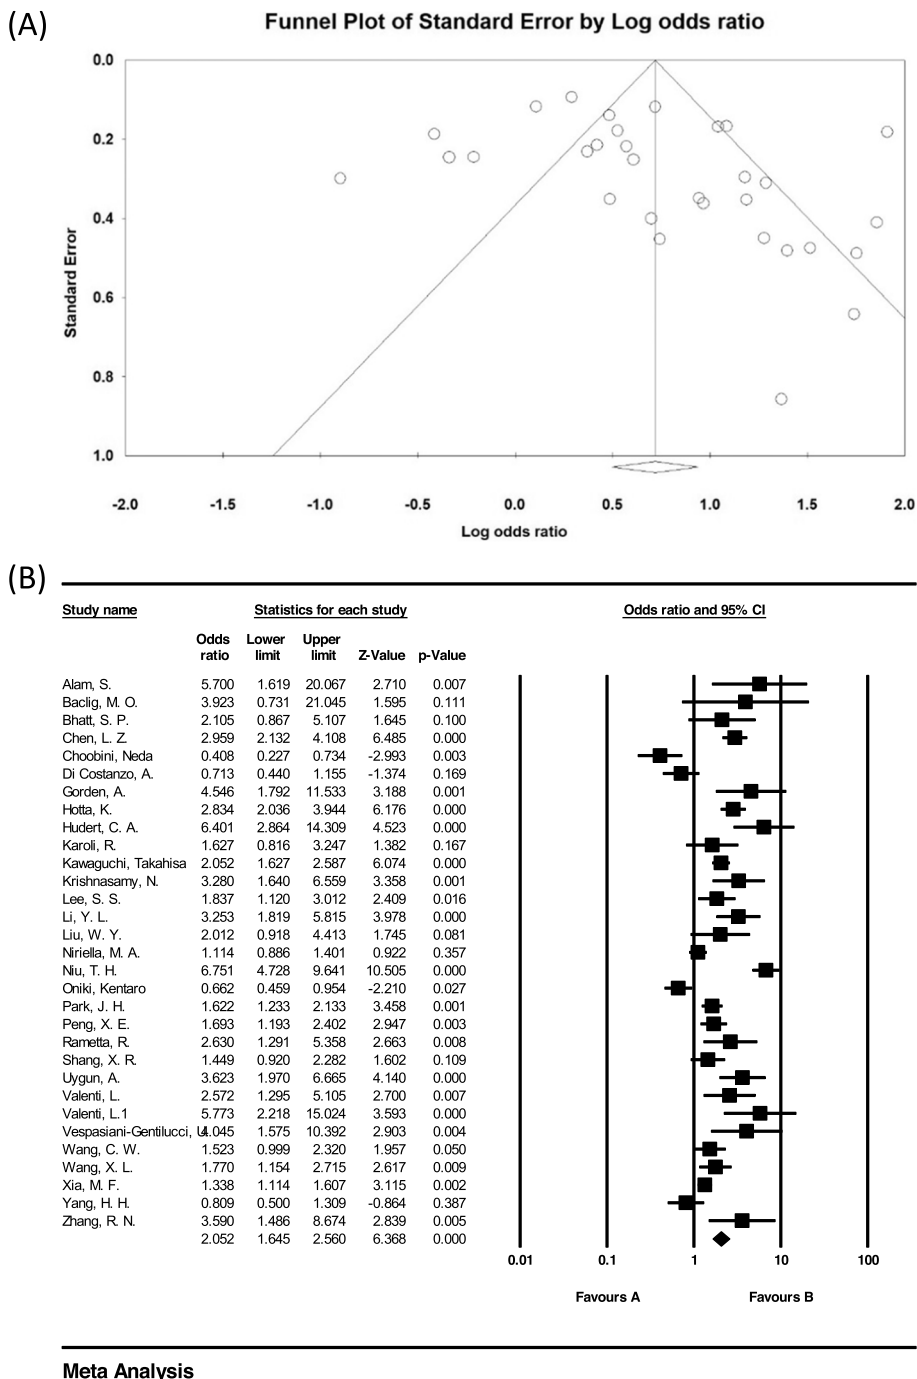 (A)
Funnel Plot of Standard Error by Log odds ratio
0.0
0.2
0.4
0.6
0.8
1.0
Standard Error
-2.0 -1.5 -1.0 -0.5 0.0 0.5 1.0 1.5 2.0
Log odds ratio
(B)
Study name Statistics for each study Odds ratio and 95% CI
Odds ratio Lower limit Upper limit Z-Value p-Value
Alam, S. 5.700 1.619 20.067 2.710 0.007
Baclig, M. O. 3.923 0.731 21.045 1.595 0.111
Bhatt, S. P. 2.105 0.867 5.107 1.645 0.100
Chen, L. Z. 2.959 2.132 4.108 6.485 0.000
Choobini, Neda 0.408 0.227 0.734 -2.993 0.003
Di Costanzo, A. 0.713 0.440 1.155 -1.374 0.169
Gorden, A. 4.546 1.792 11.533 3.188 0.001
Hotta, K. 2.834 2.036 3.944 6.176 0.000
Hudert, C. A. 6.401 2.864 14.309 4.523 0.000
Karoli, R. 1.627 0.816 3.247 1.382 0.167
Kawaguchi, Takahisa 2.052 1.627 2.587 6.074 0.000
Krishnasamy, N. 3.280 1.640 6.559 3.358 0.001
Lee, S. S. 1.837 1.120 3.012 2.409 0.016
Li, Y. L. 3.253 1.819 5.815 3.978 0.000
Liu, W. Y. 2.012 0.918 4.413 1.745 0.081
Niriella, M. A. 1.114 0.886 1.401 0.922 0.357
Niu, T. H. 6.751 4.728 9.641 10.505 0.000
Oniki, Kentaro 0.662 0.459 0.954 -2.210 0.027
Park, J. H. 1.622 1.233 2.133 3.458 0.001
Peng, X. E. 1.693 1.193 2.402 2.947 0.003
Rametta, R. 2.630 1.291 5.358 2.663 0.008
Shang, X. R. 1.449 0.920 2.282 1.602 0.109
Uygun, A. 3.623 1.970 6.665 4.140 0.000
Valenti, L. 2.572 1.295 5.105 2.700 0.007
Valenti, L.1 5.773 2.218 15.024 3.593 0.000
Vespasiani-Gentilucci, U. 4.045 1.575 10.392 2.903 0.004
Wang, C. W. 1.523 0.999 2.320 1.957 0.050
Wang, X. L. 1.770 1.154 2.715 2.617 0.009
Xia, M. F. 1.338 1.114 1.607 3.115 0.002
Yang, H. H. 0.809 0.500 1.309 -0.864 0.387
Zhang, R. N. 3.590 1.486 8.674 2.839 0.005
2.052 1.645 2.560 6.368 0.000
0.01 0.1 1 10 100
Favours A Favours B
Meta Analysis